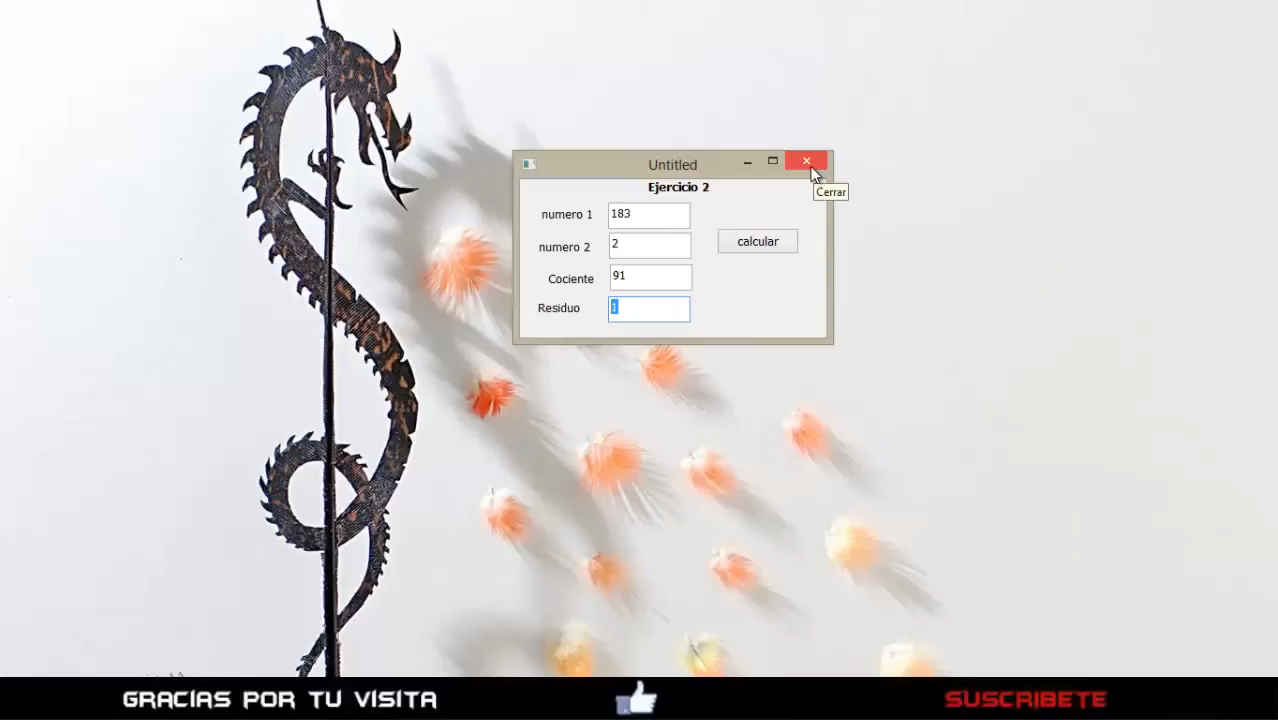 Untitled
Cerrar
Ejercicio 2
numero 1 183
numero 2 2
calcular
Cociente 91
Residuo 1
GRACIAS POR TU VISITA
SUSCRIBETE